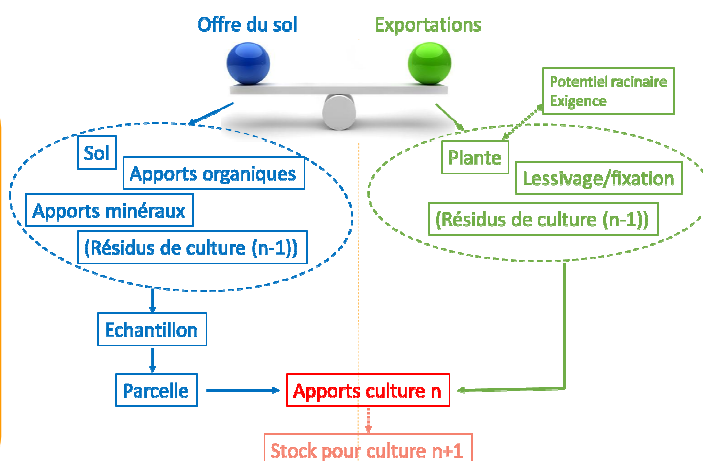 Offre du sol
Exportations
Potentiel racinaire
Exigence
Sol
Apports organiques
Apports minéraux
(Résidus de culture (n-1))
Plante
Lessivage/fixation
(Résidus de culture (n-1))
Echantillon
Parcelle
Apports culture n
Stock pour culture n+1